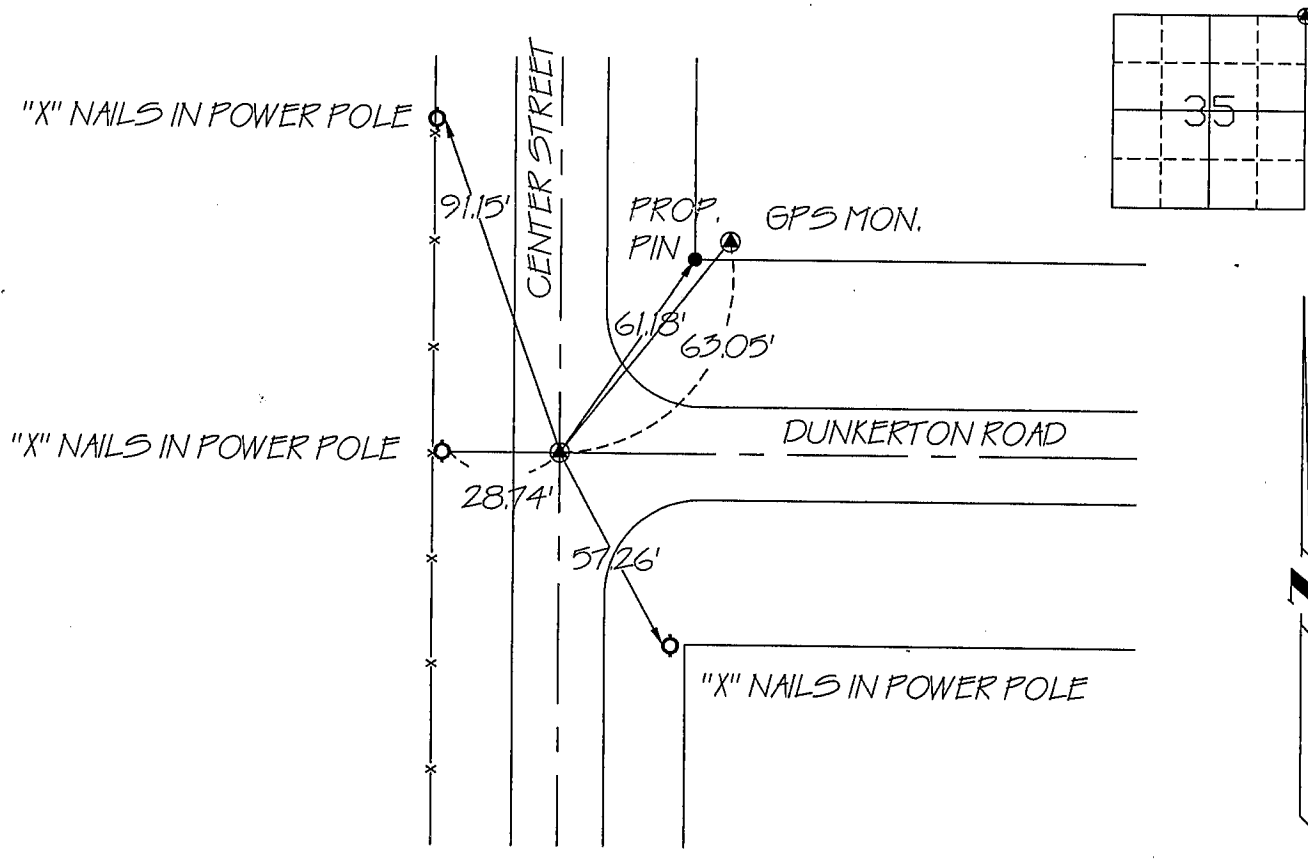 "X" NAILS IN POWER POLE
CENTER STREET
35
91.15'
PROP.
PIN
GPS MON.
61.18'
63.05'
"X" NAILS IN POWER POLE
DUNKERTON ROAD
28.74'
57.26'
"X" NAILS IN POWER POLE